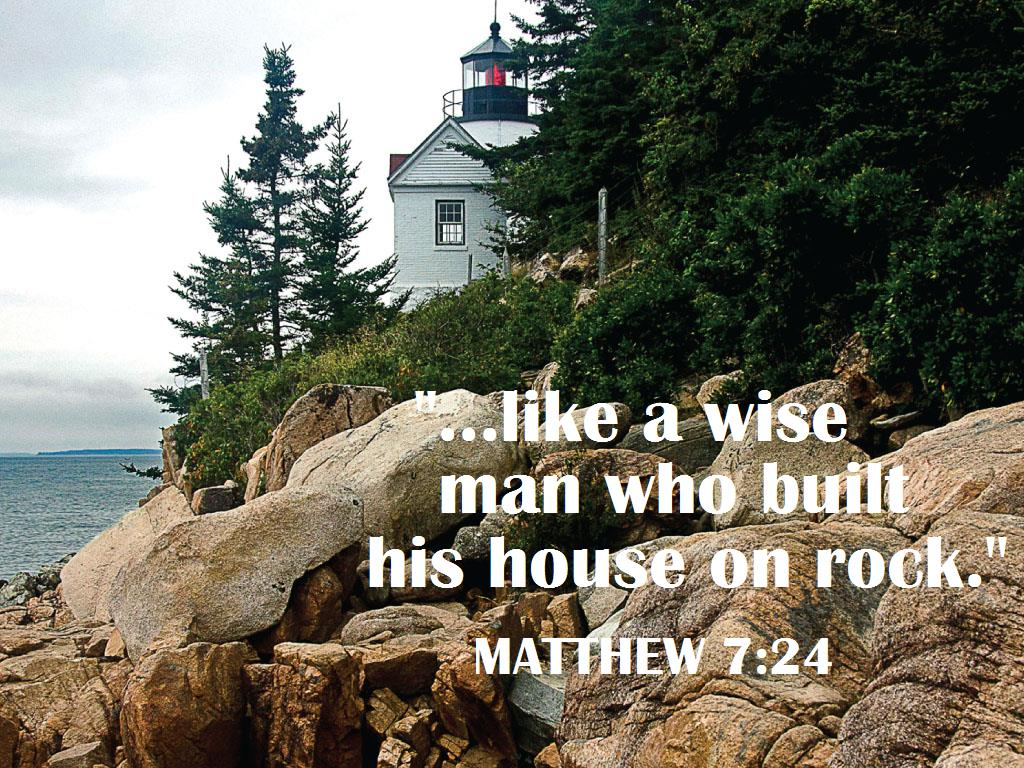 "...like a wise
man who built
his house on rock."
MATTHEW 7:24